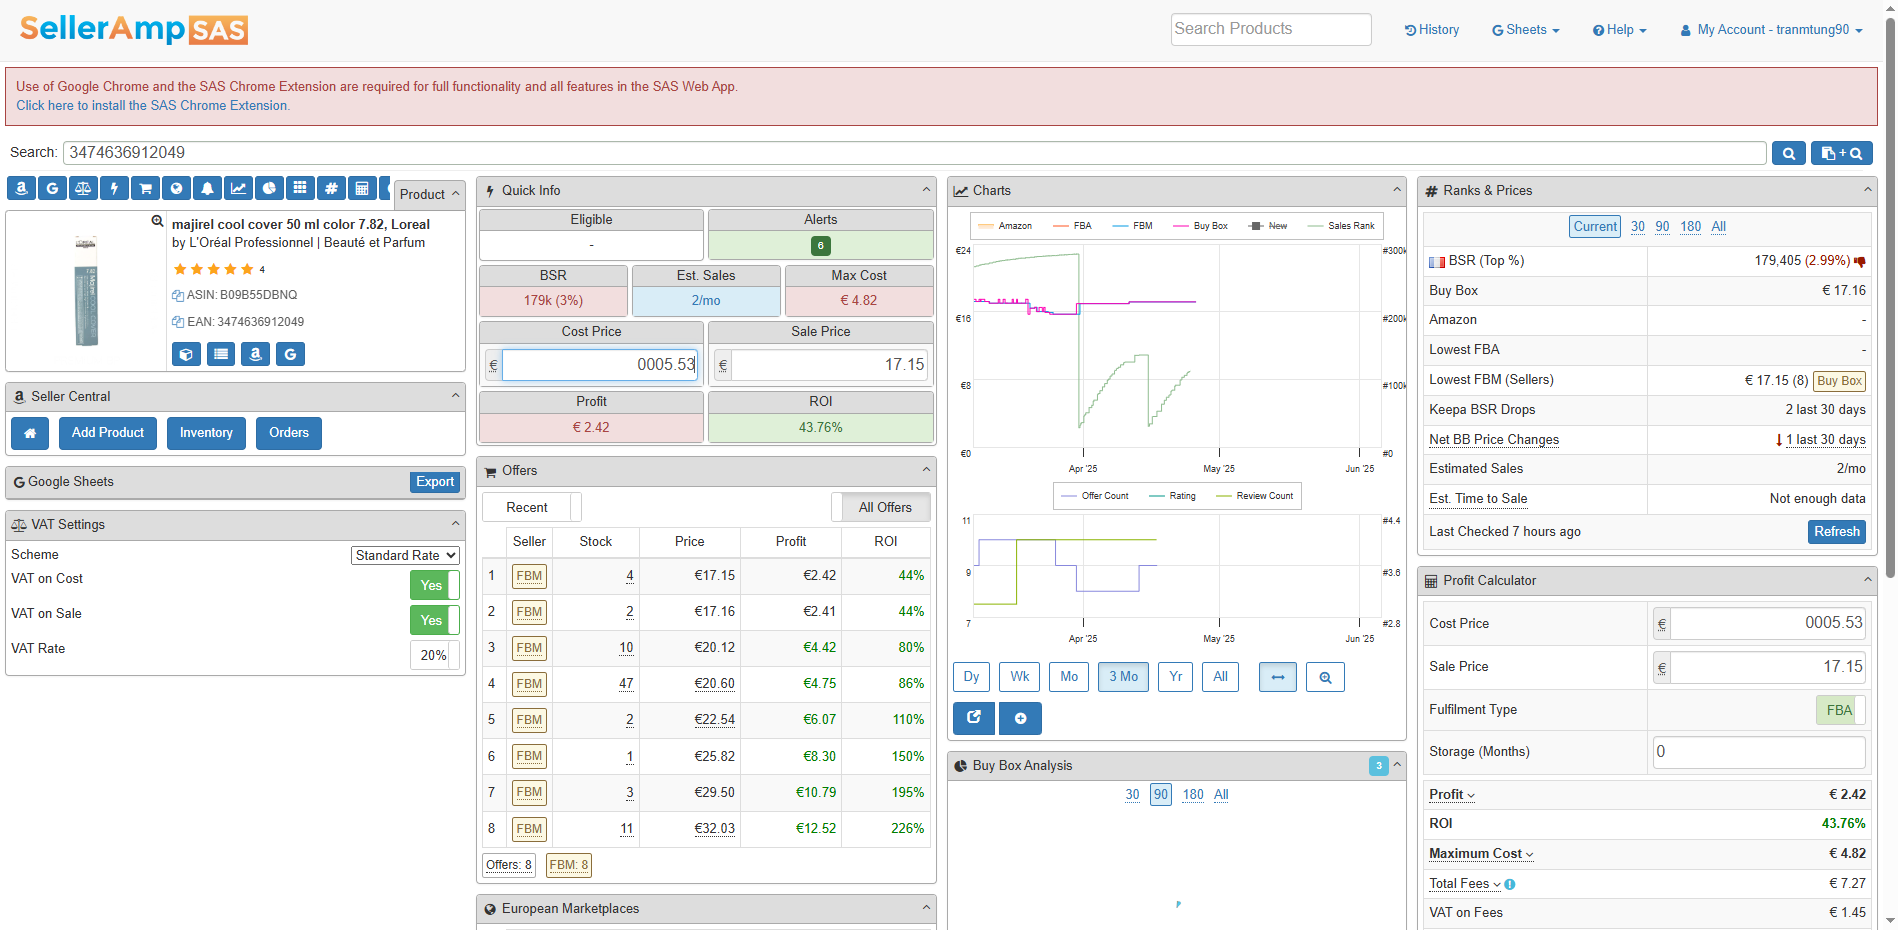 SellerAmp SAS
Search Products
History
Sheets
Help
My Account - tranmtung90
Use of Google Chrome and the SAS Chrome Extension are required for full functionality and all features in the SAS Web App.
Click here to install the SAS Chrome Extension.
Search: 3474636912049
Product
majirel cool cover 50 ml color 7.82, Loreal
by L'Oréal Professionnel | Beauté et Parfum
4
ASIN: B09B55DBNQ
EAN: 3474636912049
Seller Central
Add Product Inventory Orders
Google Sheets Export
VAT Settings
Scheme Standard Rate
VAT on Cost Yes
VAT on Sale Yes
VAT Rate 20%
Quick Info
Eligible Alerts
- 6
BSR Est. Sales Max Cost
179k (3%) 2/mo € 4.82
Cost Price Sale Price
€ 0005.53 € 17.15
Profit ROI
€ 2.42 43.76%
Offers
Recent All Offers
Seller Stock Price Profit ROI
1 FBM 4 €17.15 €2.42 44%
2 FBM 2 €17.16 €2.41 44%
3 FBM 10 €20.12 €4.42 80%
4 FBM 47 €20.60 €4.75 86%
5 FBM 2 €22.54 €6.07 110%
6 FBM 1 €25.82 €8.30 150%
7 FBM 3 €29.50 €10.79 195%
8 FBM 11 €32.03 €12.52 226%
Offers: 8 FBM: 8
European Marketplaces
Charts
Amazon FBA FBM Buy Box New Sales Rank
€24 #300k
€16 #200k
€8 #100k
€0 #0
Apr '25 May '25 Jun '25
Offer Count Rating Review Count
11 #4.4
9 #3.6
7 #2.8
Apr '25 May '25 Jun '25
Dy Wk Mo 3 Mo Yr All
Buy Box Analysis 3
30 90 180 All
Ranks & Prices
Current 30 90 180 All
BSR (Top %) 179,405 (2.99%)
Buy Box € 17.16
Amazon -
Lowest FBA -
Lowest FBM (Sellers) € 17.15 (8) Buy Box
Keepa BSR Drops 2 last 30 days
Net BB Price Changes 1 last 30 days
Estimated Sales 2/mo
Est. Time to Sale Not enough data
Last Checked 7 hours ago Refresh
Profit Calculator
Cost Price € 0005.53
Sale Price € 17.15
Fulfilment Type FBA
Storage (Months) 0
Profit € 2.42
ROI 43.76%
Maximum Cost € 4.82
Total Fees € 7.27
VAT on Fees € 1.45